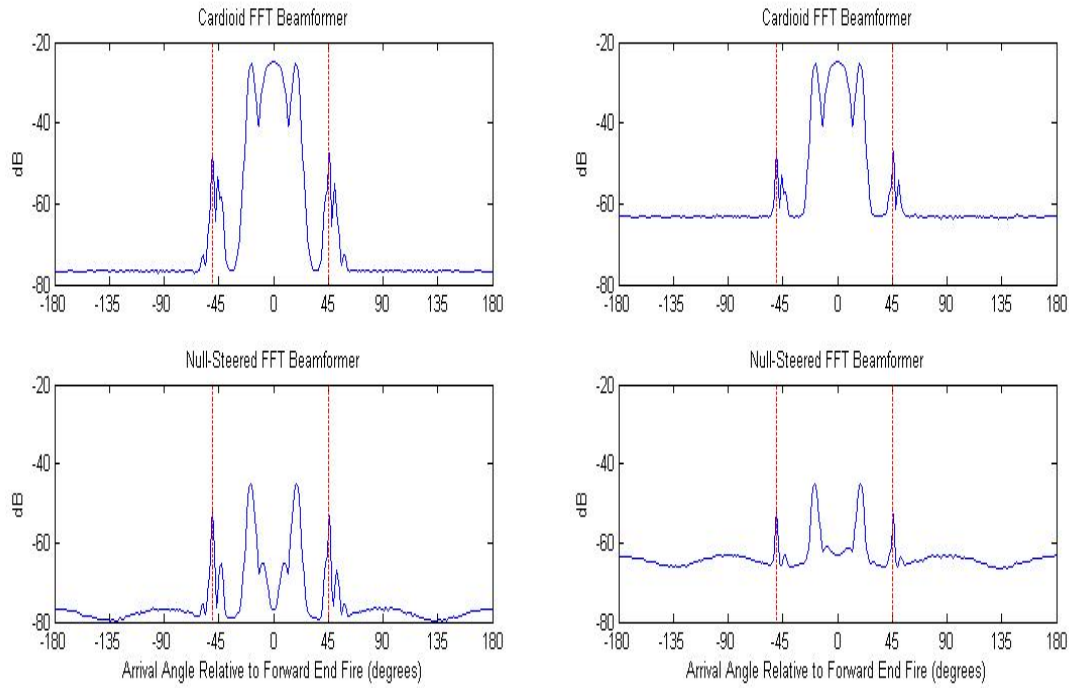 Cardioid FFT Beamformer
-20
-40
-60
-80
dB
-180 -135 -90 -45 0 45 90 135 180
Cardioid FFT Beamformer
-20
-40
-60
-80
dB
-180 -135 -90 -45 0 45 90 135 180
Null-Steered FFT Beamformer
-20
-40
-60
-80
dB
-180 -135 -90 -45 0 45 90 135 180
Arrival Angle Relative to Forward End Fire (degrees)
Null-Steered FFT Beamformer
-20
-40
-60
-80
dB
-180 -135 -90 -45 0 45 90 135 180
Arrival Angle Relative to Forward End Fire (degrees)